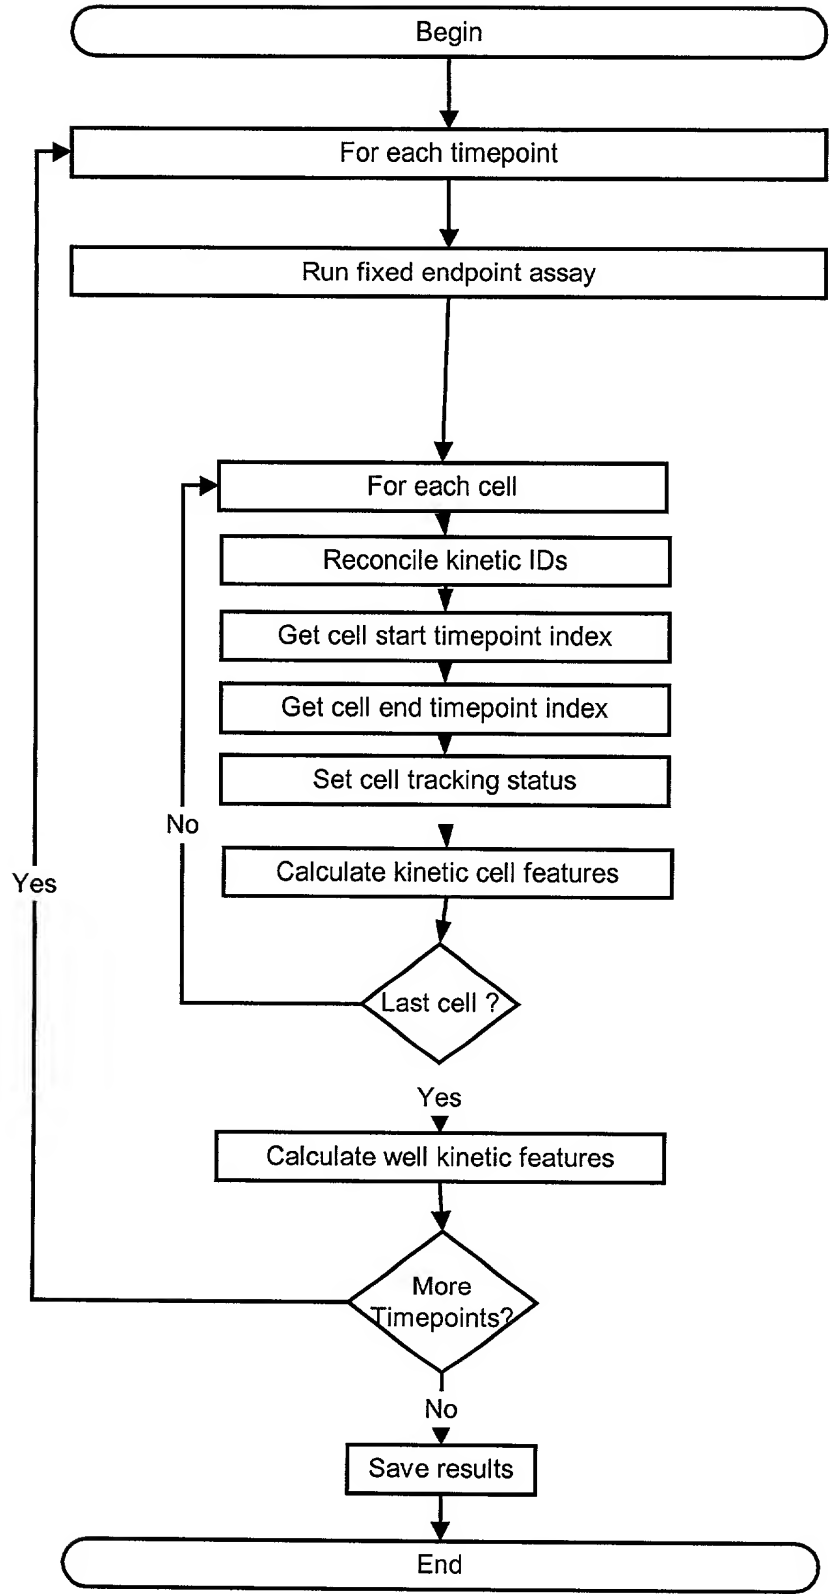 Begin
For each timepoint
Run fixed endpoint assay
For each cell
Reconcile kinetic IDs
Get cell start timepoint index
Get cell end timepoint index
Set cell tracking status
No
Calculate kinetic cell features
Yes
Last cell ?
Yes
Calculate well kinetic features
More
Timepoints?
No
Save results
End